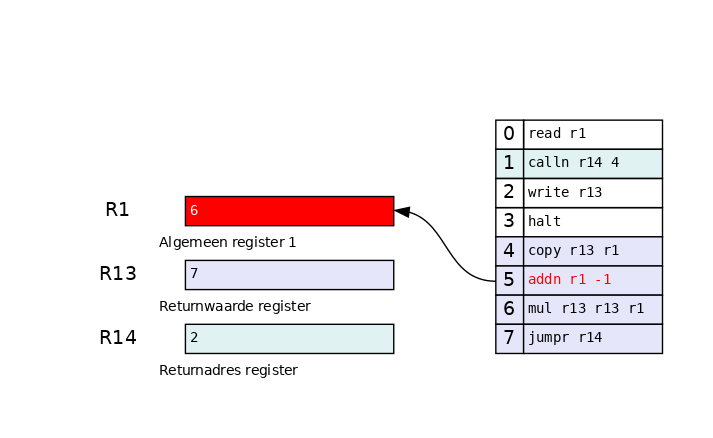 0 read r1
1 calln r14 4
2 write r13
3 halt
4 copy r13 r1
5 addn r1 -1
6 mul r13 r13 r1
7 jumpr r14
R1 6
Algemeen register 1
R13 7
Returnwaarde register
R14 2
Returnadres register